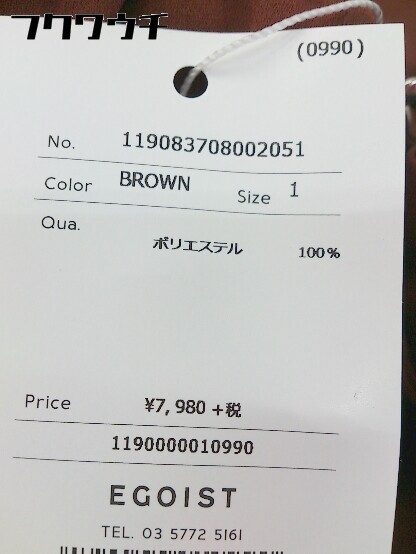 フクウクチ
(0990)
No. 119083708002051
Color BROWN Size 1
Qua.
ポリエステル 100%
Price ¥7,980 +税
1190000010990
EGOIST
TEL. 03 5772 5161